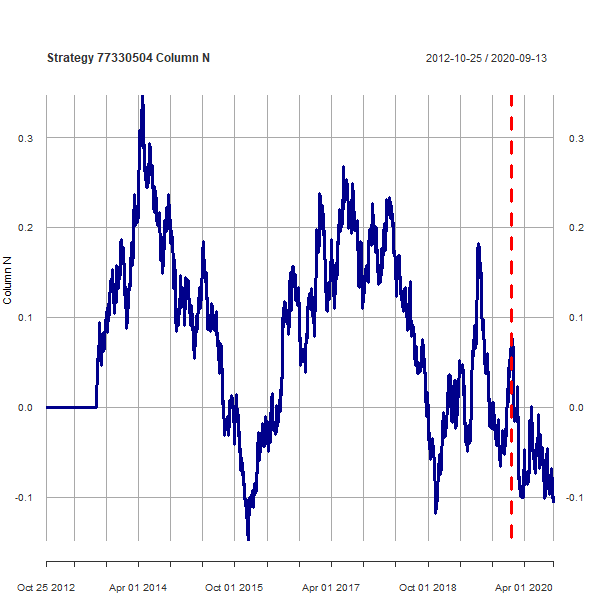 Strategy 77330504 Column N
2012-10-25 / 2020-09-13
Column N
0.3
0.2
0.1
0.0
-0.1
0.3
0.2
0.1
0.0
-0.1
Oct 25 2012
Apr 01 2014
Oct 01 2015
Apr 01 2017
Oct 01 2018
Apr 01 2020